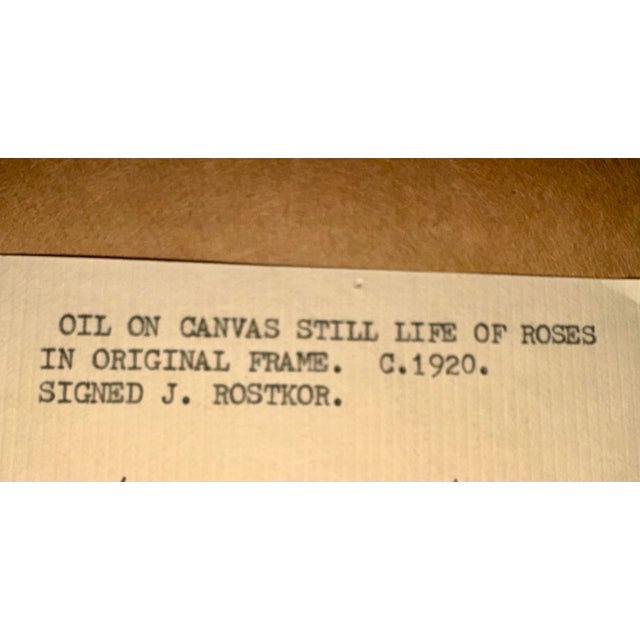 OIL ON CANVAS STILL LIFE OF ROSES
IN ORIGINAL FRAME. C.1920.
SIGNED J. ROSTKOR.